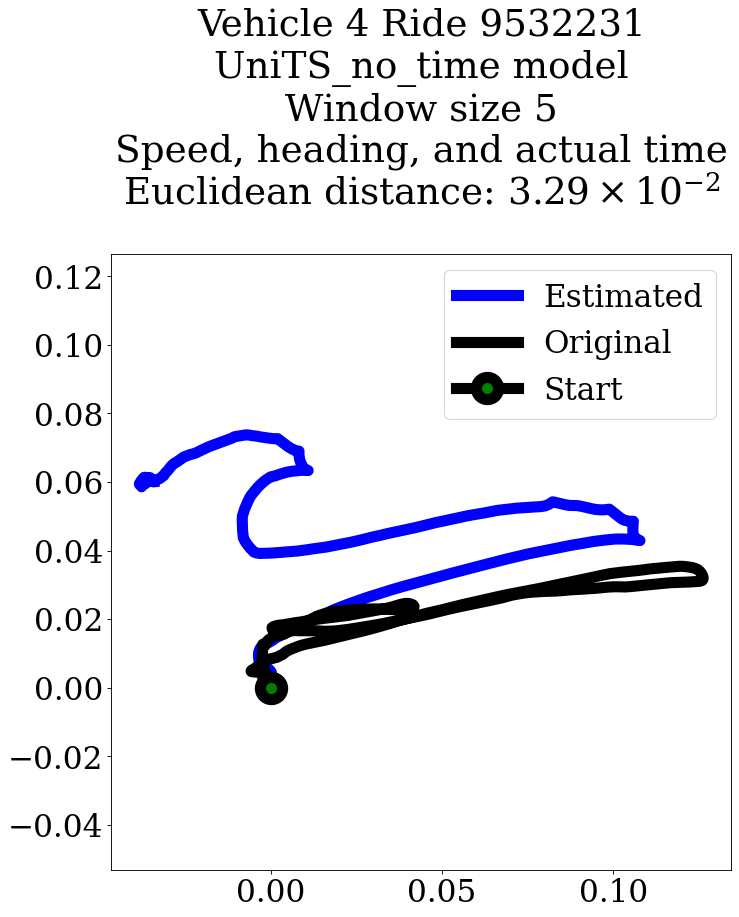 Vehicle 4 Ride 9532231
UniTS_no_time model
Window size 5
Speed, heading, and actual time
Euclidean distance: 3.29 × 10⁻²
Estimated
Original
Start
0.12
0.10
0.08
0.06
0.04
0.02
0.00
−0.02
−0.04
0.00 0.05 0.10